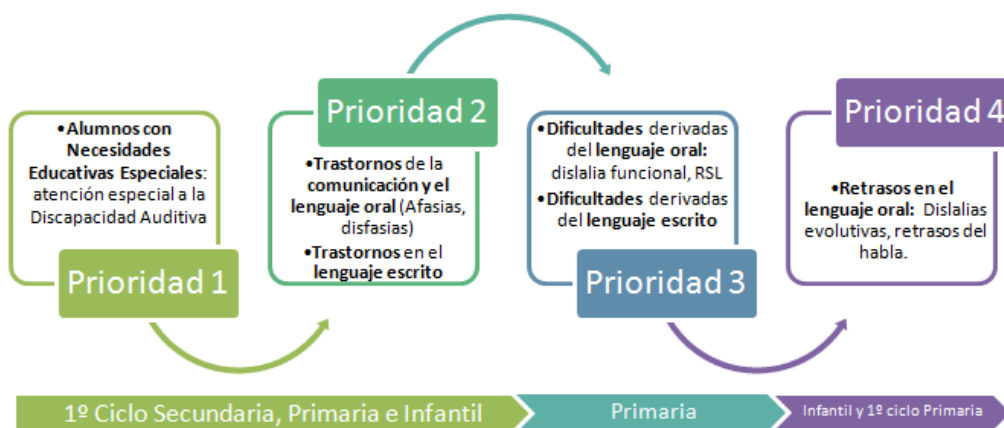 •Alumnos con
Necesidades
Educativas Especiales:
atención especial a la
Discapacidad Auditiva
Prioridad 1
Prioridad 2
•Trastornos de la
comunicación y el
lenguaje oral (Afasias,
disfasias)
•Trastornos en el
lenguaje escrito
•Dificultades derivadas
del lenguaje oral:
dislalia funcional, RSL
•Dificultades derivadas
del lenguaje escrito
Prioridad 3
Prioridad 4
•Retrasos en el
lenguaje oral: Dislalias
evolutivas, retrasos del
habla.
1º Ciclo Secundaria, Primaria e Infantil
Primaria
Infantil y 1º ciclo Primaria